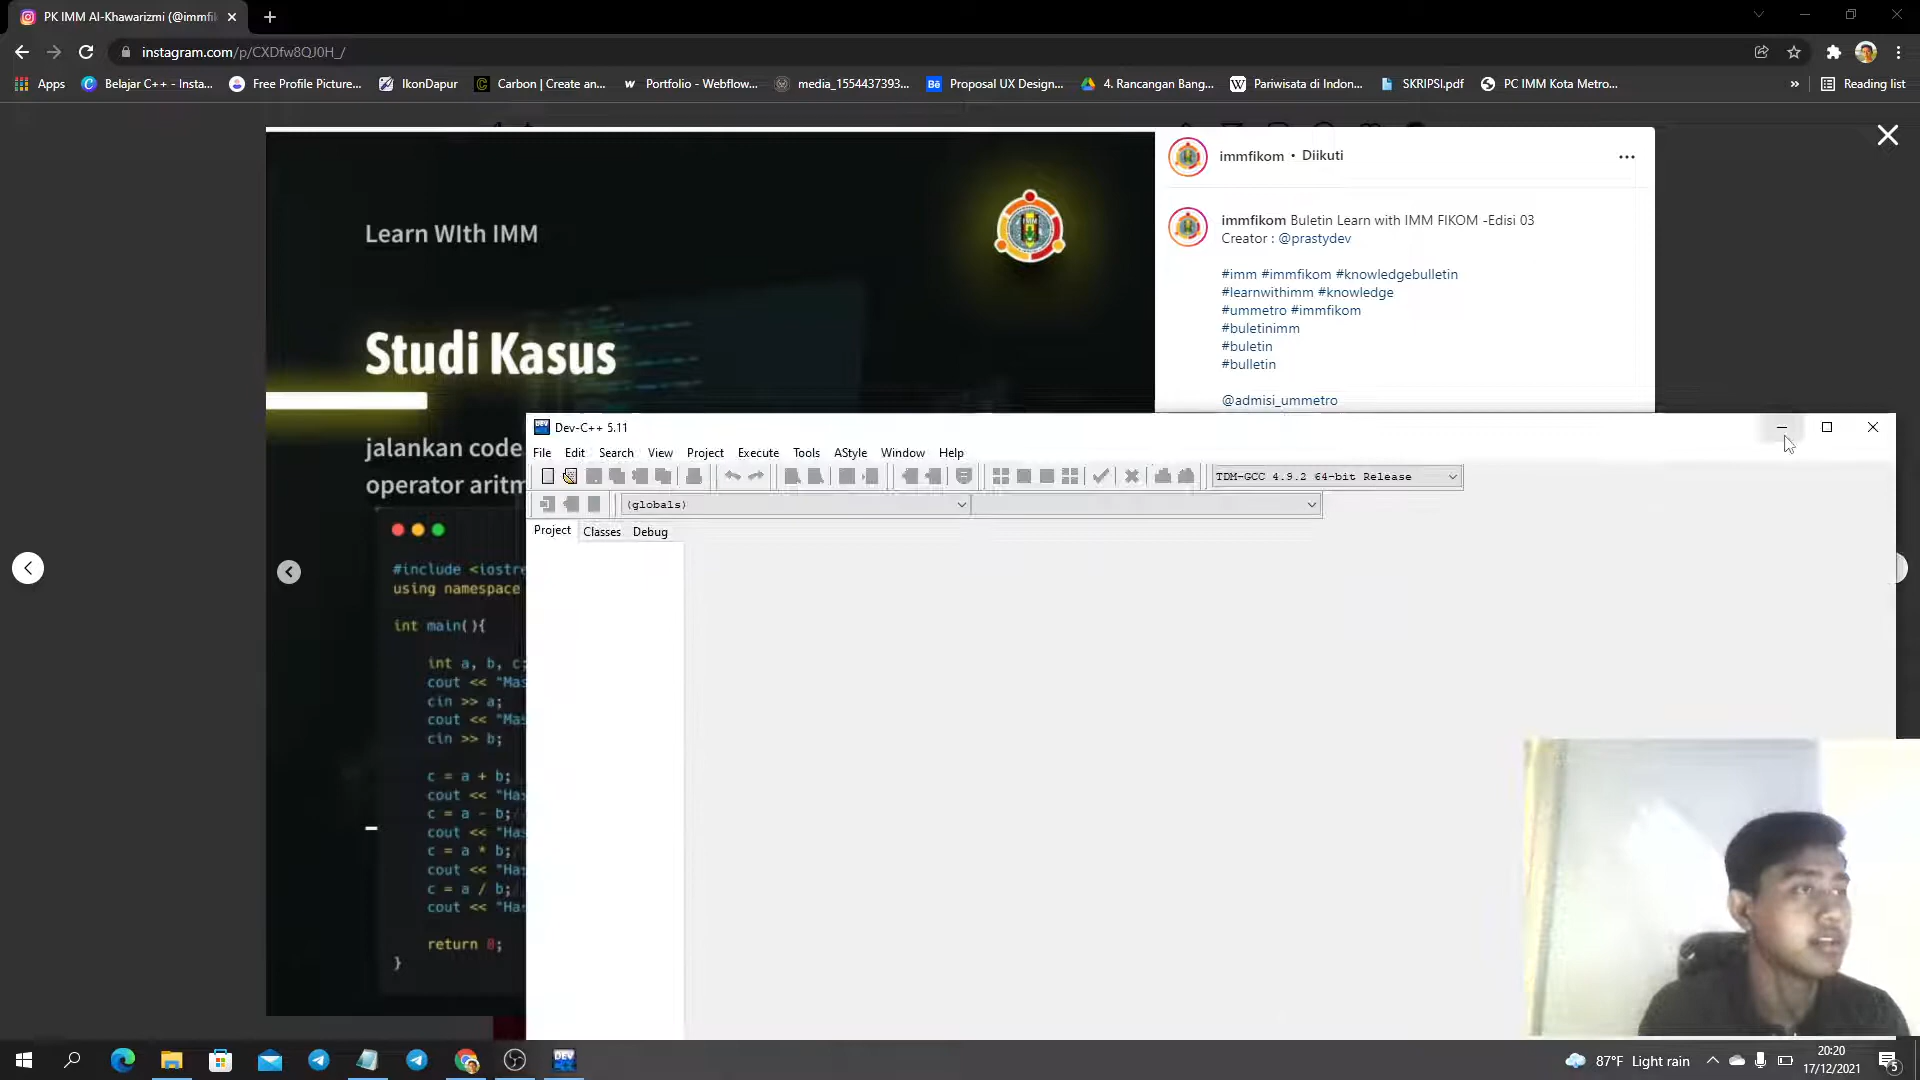 PK IMM Al-Khawarizmi (@immfi
instagram.com/p/CXDfw8QJ0H_/
Apps
Belajar C++ - Insta...
Free Profile Picture...
IkonDapur
Carbon | Create an...
Portfolio - Webflow...
media_1554437393...
Proposal UX Design...
4. Rancangan Bang...
Pariwisata di Indon...
SKRIPSI.pdf
PC IMM Kota Metro...
»
Reading list
Learn WIth IMM
Studi Kasus
jalankan code
operator aritm
#include <iostre
using namespace
int main(){
int a, b, c;
cout << "Mas
cin >> a;
cout << "Mas
cin >> b;
c = a + b;
cout << "Has
c = a - b;
cout << "Has
c = a * b;
cout << "Has
c = a / b;
cout << "Has
return 0;
}
immfikom • Diikuti
immfikom Buletin Learn with IMM FIKOM -Edisi 03
Creator : @prastydev
#imm #immfikom #knowledgebulletin
#learnwithimm #knowledge
#ummetro #immfikom
#buletinimm
#buletin
#bulletin
@admisi_ummetro
Dev-C++ 5.11
File Edit Search View Project Execute Tools AStyle Window Help
TDM-GCC 4.9.2 64-bit Release
(globals)
Project Classes Debug
87°F Light rain
20:20
17/12/2021
5